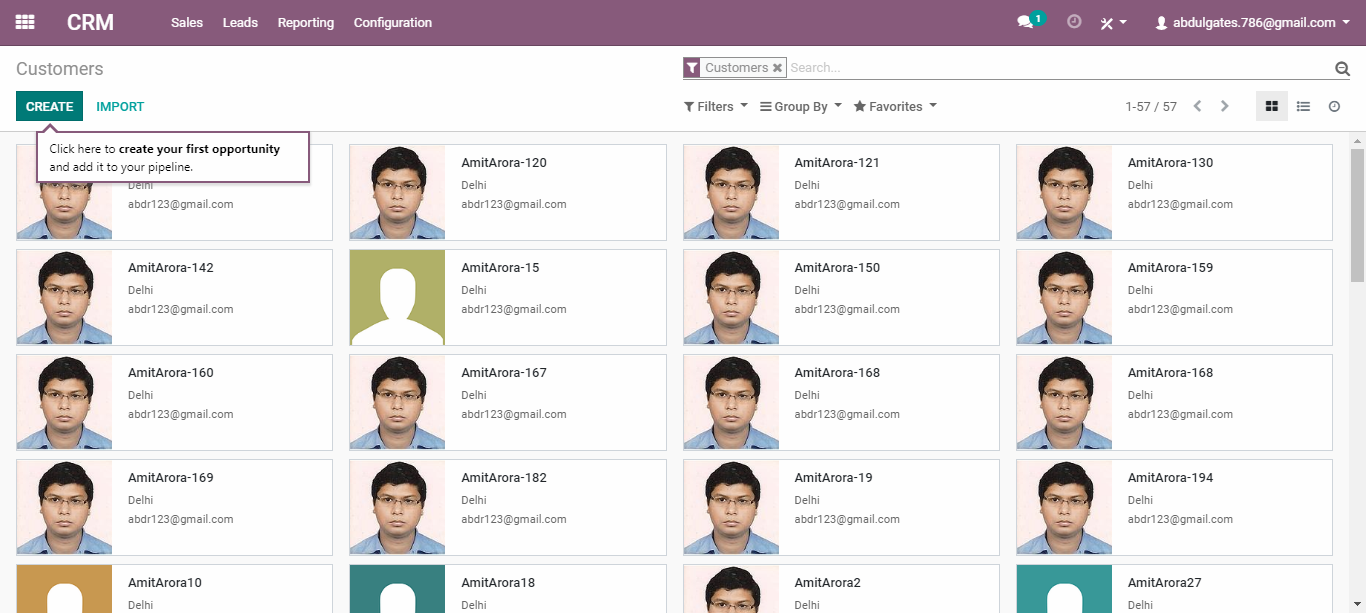 CRM Sales Leads Reporting Configuration 1 abdulgates.786@gmail.com
Customers
Customers Search...
CREATE IMPORT
Filters Group By Favorites 1-57 / 57
Click here to create your first opportunity
and add it to your pipeline.
Delhi
abdr123@gmail.com
AmitArora-120
Delhi
abdr123@gmail.com
AmitArora-121
Delhi
abdr123@gmail.com
AmitArora-130
Delhi
abdr123@gmail.com
AmitArora-142
Delhi
abdr123@gmail.com
AmitArora-15
Delhi
abdr123@gmail.com
AmitArora-150
Delhi
abdr123@gmail.com
AmitArora-159
Delhi
abdr123@gmail.com
AmitArora-160
Delhi
abdr123@gmail.com
AmitArora-167
Delhi
abdr123@gmail.com
AmitArora-168
Delhi
abdr123@gmail.com
AmitArora-168
Delhi
abdr123@gmail.com
AmitArora-169
Delhi
abdr123@gmail.com
AmitArora-182
Delhi
abdr123@gmail.com
AmitArora-19
Delhi
abdr123@gmail.com
AmitArora-194
Delhi
abdr123@gmail.com
AmitArora10
Delhi
AmitArora18
Delhi
AmitArora2
Delhi
AmitArora27
Delhi